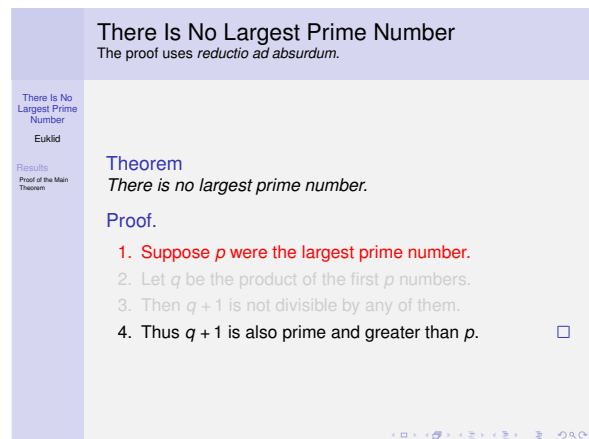 There Is No Largest Prime Number
The proof uses reductio ad absurdum.
There Is No
Largest Prime
Number
Euklid
Results
Proof of the Main
Theorem
Theorem
There is no largest prime number.
Proof.
1. Suppose p were the largest prime number.
2. Let q be the product of the first p numbers.
3. Then q + 1 is not divisible by any of them.
4. Thus q + 1 is also prime and greater than p. □